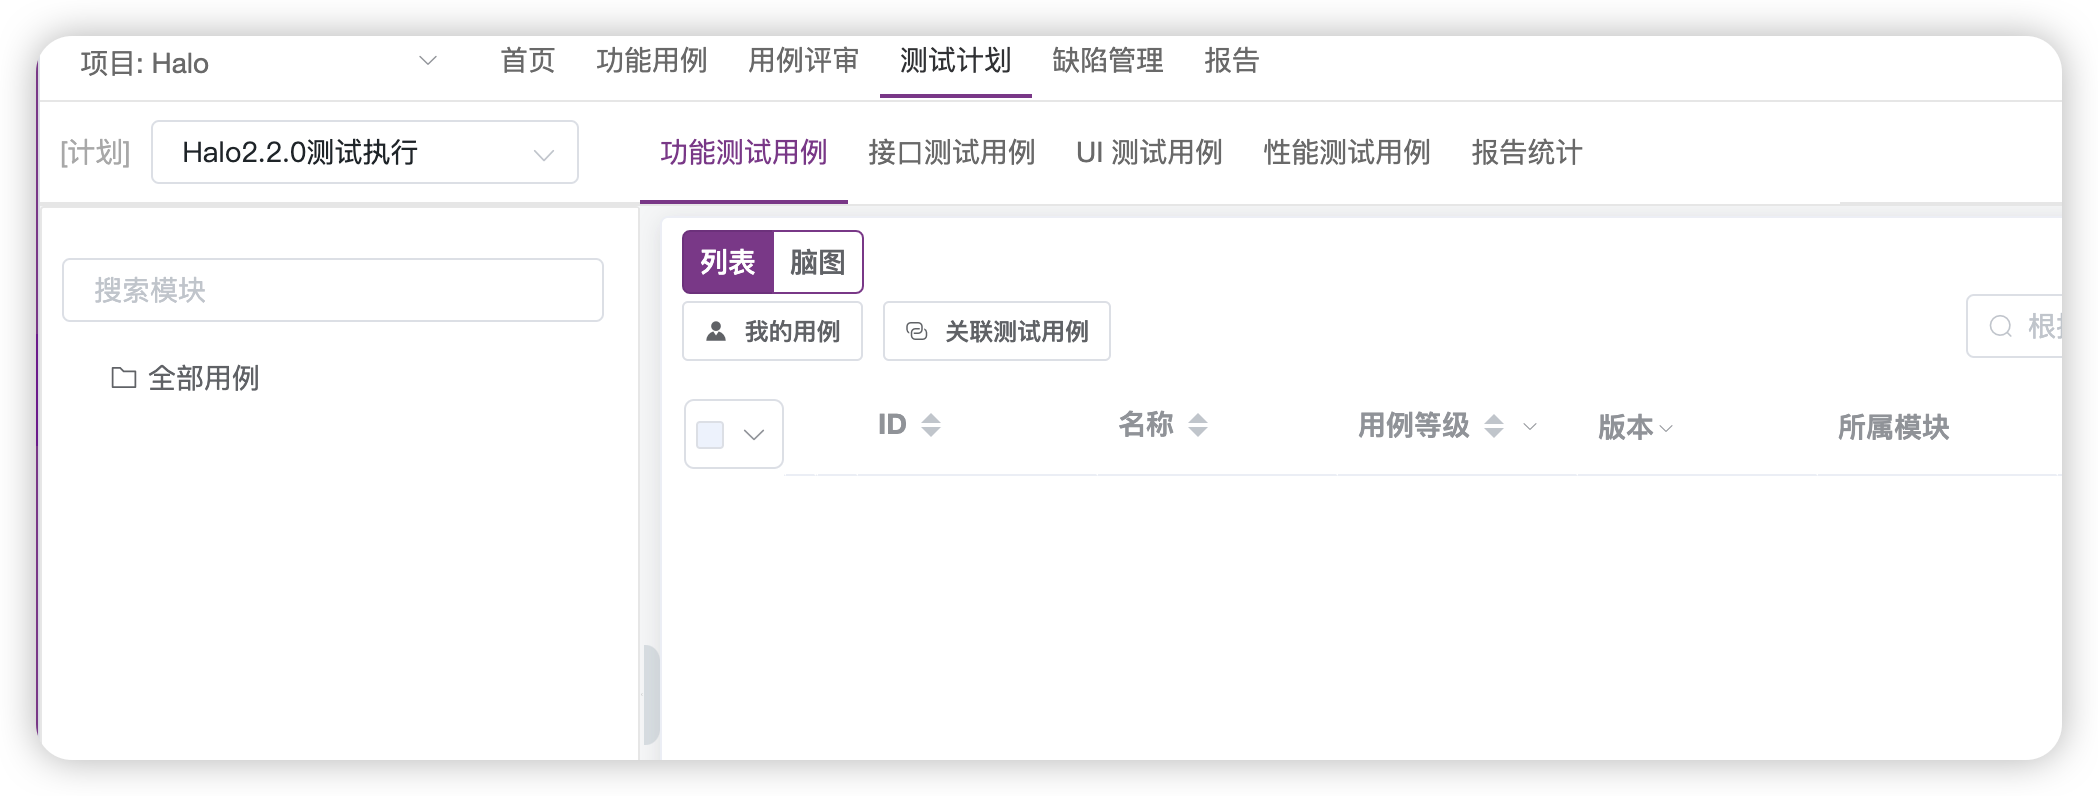 项目: Halo 首页 功能用例 用例评审 测试计划 缺陷管理 报告
[计划] Halo2.2.0测试执行 功能测试用例 接口测试用例 UI 测试用例 性能测试用例 报告统计
列表 脑图
搜索模块
我的用例 关联测试用例 根
全部用例
ID 名称 用例等级 版本 所属模块